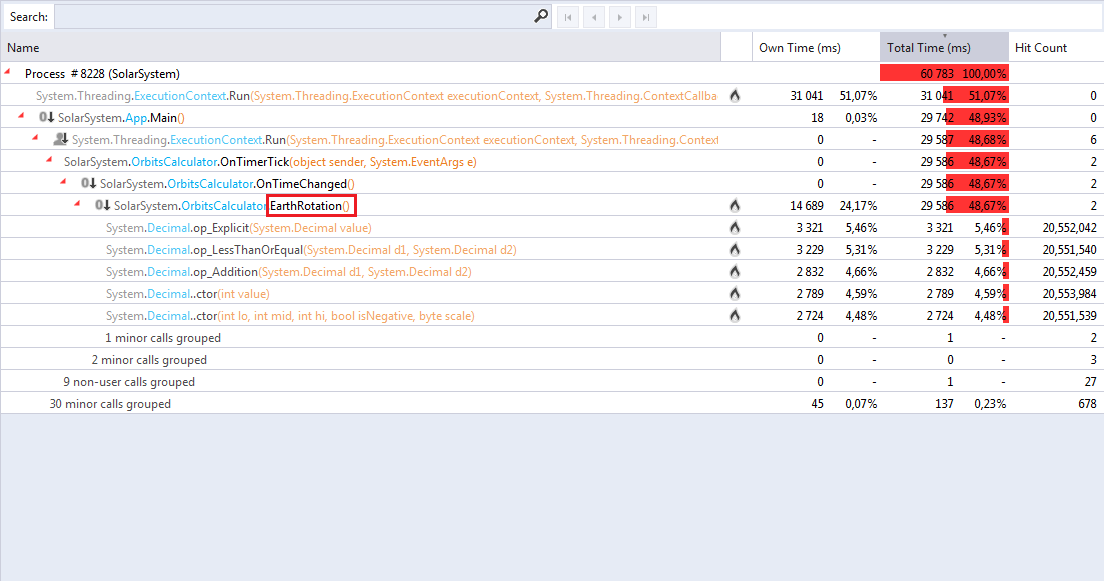 Search:
Name Own Time (ms) Total Time (ms) Hit Count
Process # 8228 (SolarSystem) 60 783 100,00%
System.Threading.ExecutionContext.Run(System.Threading.ExecutionContext executionContext, System.Threading.ContextCallba 31 041 51,07% 31 041 51,07% 0
SolarSystem.App.Main() 18 0,03% 29 742 48,93% 0
System.Threading.ExecutionContext.Run(System.Threading.ExecutionContext executionContext, System.Threading.Context 0 - 29 587 48,68% 6
SolarSystem.OrbitsCalculator.OnTimerTick(object sender, System.EventArgs e) 0 - 29 586 48,67% 2
SolarSystem.OrbitsCalculator.OnTimeChanged() 0 - 29 586 48,67% 2
SolarSystem.OrbitsCalculator.EarthRotation() 14 689 24,17% 29 586 48,67% 2
System.Decimal.op_Explicit(System.Decimal value) 3 321 5,46% 3 321 5,46% 20,552,042
System.Decimal.op_LessThanOrEqual(System.Decimal d1, System.Decimal d2) 3 229 5,31% 3 229 5,31% 20,551,540
System.Decimal.op_Addition(System.Decimal d1, System.Decimal d2) 2 832 4,66% 2 832 4,66% 20,552,459
System.Decimal..ctor(int value) 2 789 4,59% 2 789 4,59% 20,553,984
System.Decimal..ctor(int lo, int mid, int hi, bool isNegative, byte scale) 2 724 4,48% 2 724 4,48% 20,551,539
1 minor calls grouped 0 - 1 - 2
2 minor calls grouped 0 - 0 - 3
9 non-user calls grouped 0 - 1 - 27
30 minor calls grouped 45 0,07% 137 0,23% 678